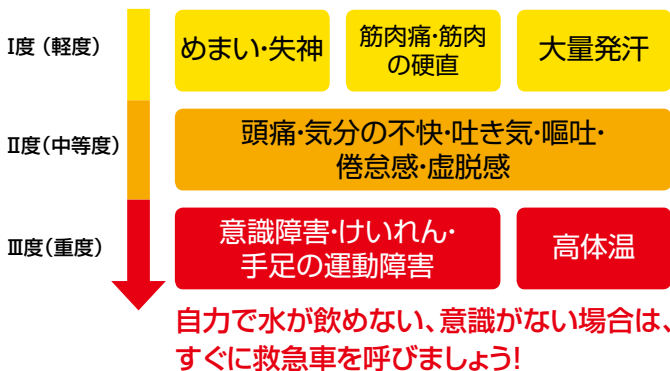 Ⅰ度（軽度）
めまい・失神
筋肉痛・筋肉
の硬直
大量発汗
Ⅱ度（中等度）
頭痛・気分の不快・吐き気・嘔吐・
倦怠感・虚脱感
Ⅲ度（重度）
意識障害・けいれん・
手足の運動障害
高体温
自力で水が飲めない、意識がない場合は、
すぐに救急車を呼びましょう！